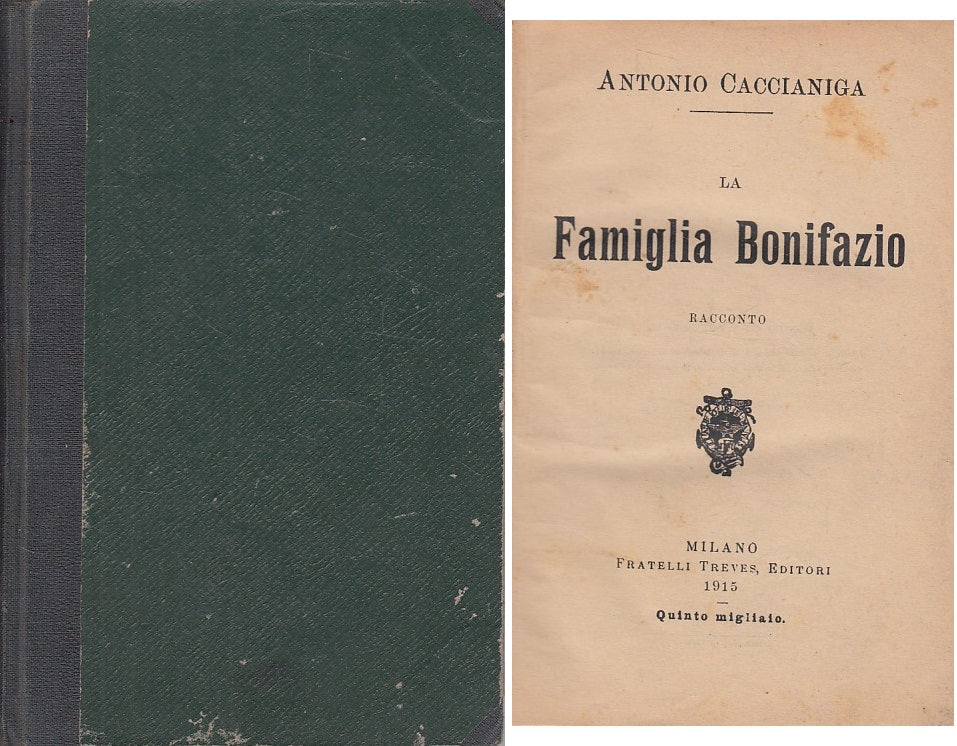 ANTONIO CACCIANIGA
LA
Famiglia Bonifazio
RACCONTO
MILANO
FRATELLI TREVES, EDITORI
1915
Quinto migliaio.